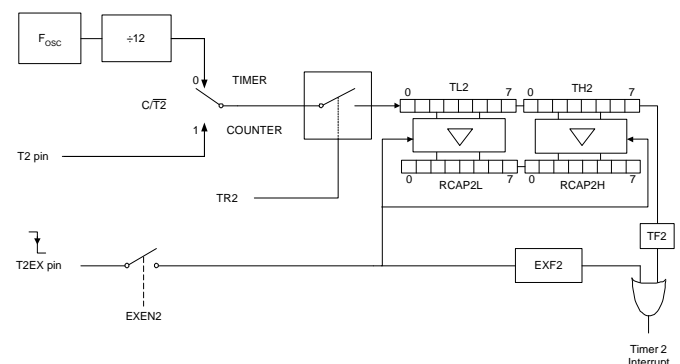 FOSC
÷12
0 TIMER
C/T2
1 COUNTER
T2 pin
TR2
0 TL2 7 0 TH2 7
0 RCAP2L 7 0 RCAP2H 7
TF2
T2EX pin
EXF2
EXEN2
Timer 2
Interrupt